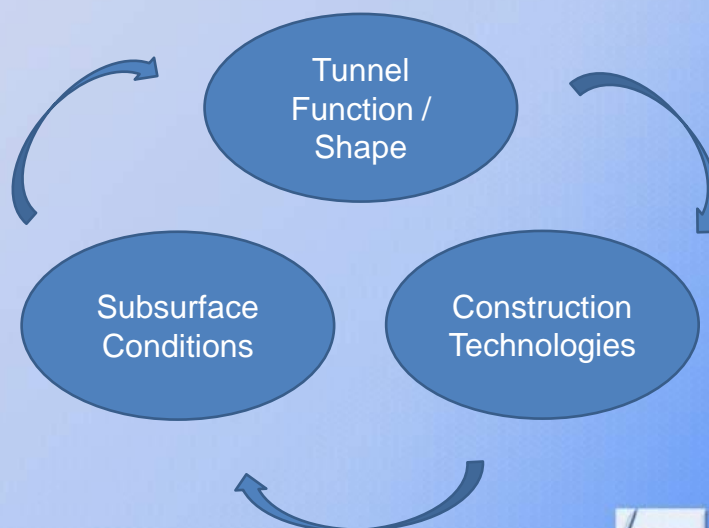 Tunnel
Function /
Shape
Subsurface
Conditions
Construction
Technologies